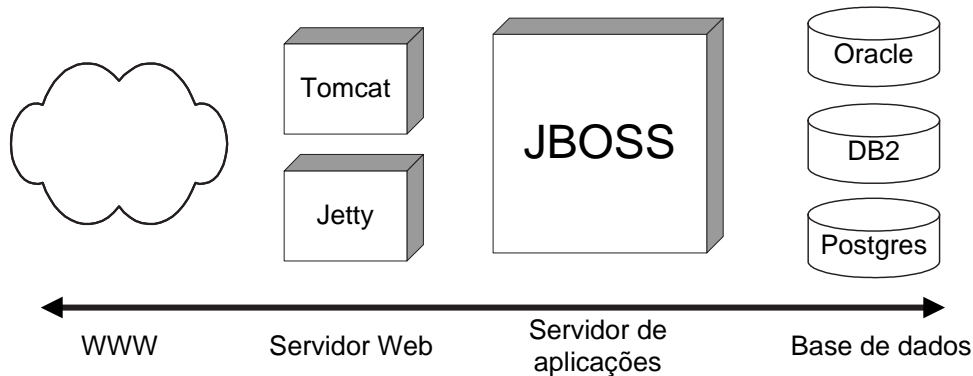 Tomcat
Jetty
JBOSS
Oracle
DB2
Postgres
WWW
Servidor Web
Servidor de
aplicações
Base de dados